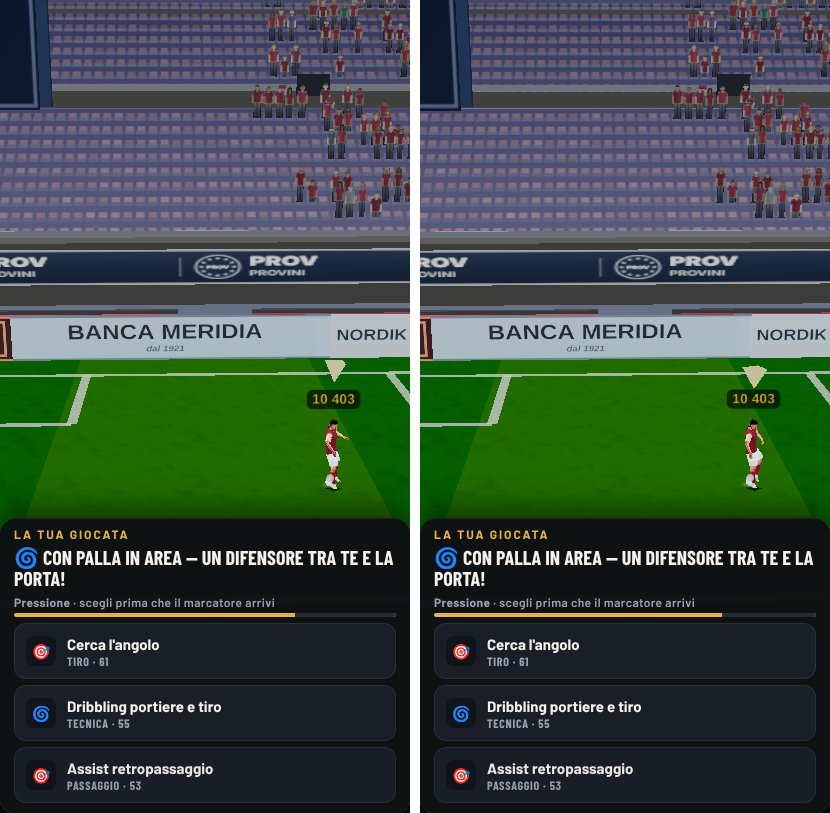 ROV
VINI
PROV
PROV
PROVINI
BANCA MERIDIA
dal 1921
NORDIK
10 403
LA TUA GIOCATA
🌀 CON PALLA IN AREA — UN DIFENSORE TRA TE E LA
PORTA!
Pressione · scegli prima che il marcatore arrivi
Cerca l'angolo
TIRO · 61
Dribbling portiere e tiro
TECNICA · 55
Assist retropassaggio
PASSAGGIO · 53
ROV
VINI
PROV
PROV
PROVINI
BANCA MERIDIA
dal 1921
NORDIK
10 403
LA TUA GIOCATA
🌀 CON PALLA IN AREA — UN DIFENSORE TRA TE E LA
PORTA!
Pressione · scegli prima che il marcatore arrivi
Cerca l'angolo
TIRO · 61
Dribbling portiere e tiro
TECNICA · 55
Assist retropassaggio
PASSAGGIO · 53